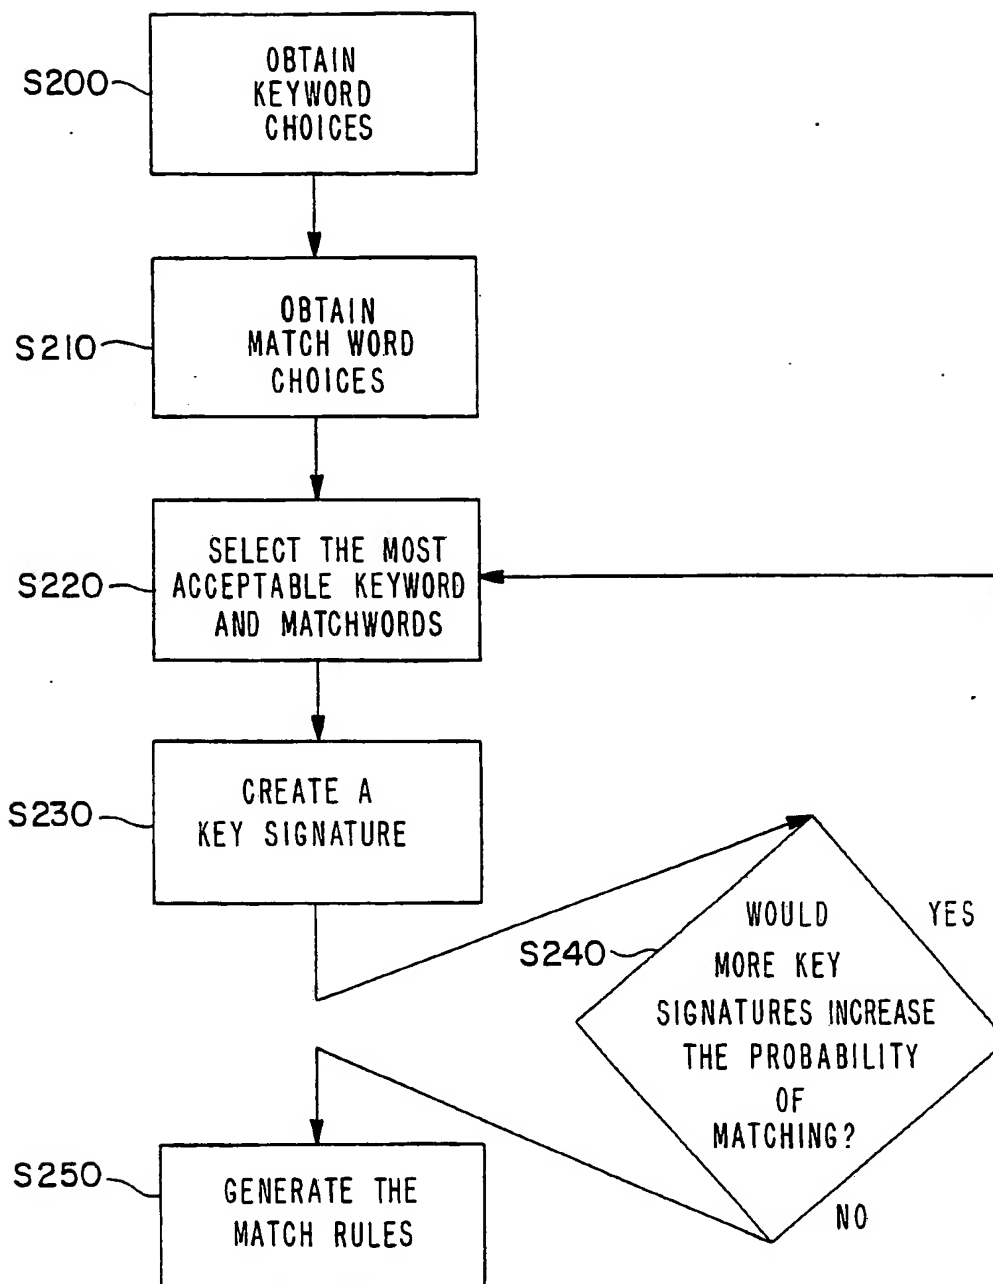 S200
OBTAIN
KEYWORD
CHOICES
S210
OBTAIN
MATCH WORD
CHOICES
S220
SELECT THE MOST
ACCEPTABLE KEYWORD
AND MATCHWORDS
S230
CREATE A
KEY SIGNATURE
S240
WOULD
MORE KEY
SIGNATURES INCREASE
THE PROBABILITY
OF
MATCHING?
YES
NO
S250
GENERATE THE
MATCH RULES